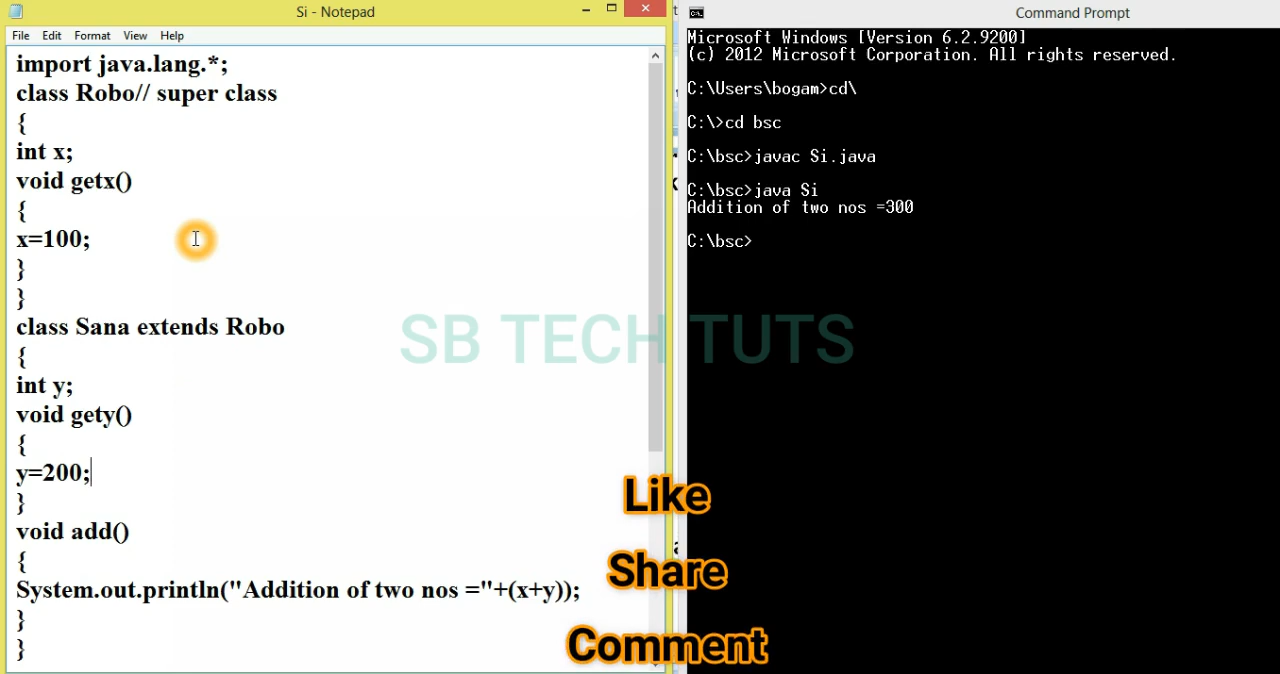 Si - Notepad
File Edit Format View Help
import java.lang.*;
class Robo// super class
{
int x;
void getx()
{
x=100;
}
}
class Sana extends Robo
{
int y;
void gety()
{
y=200;
}
void add()
{
System.out.println("Addition of two nos ="+(x+y));
}
}
Command Prompt
Microsoft Windows [Version 6.2.9200]
(c) 2012 Microsoft Corporation. All rights reserved.
C:\Users\bogam>cd\
C:\>cd bsc
C:\bsc>javac Si.java
C:\bsc>java Si
Addition of two nos =300
C:\bsc>
SB TECH TUTS
Like
Share
Comment